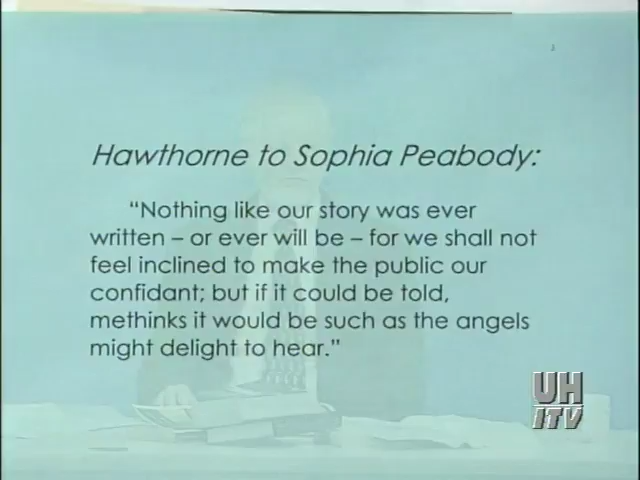 Hawthorne to Sophia Peabody:
“Nothing like our story was ever
written – or ever will be – for we shall not
feel inclined to make the public our
confidant; but if it could be told,
methinks it would be such as the angels
might delight to hear.”
UH
ITV